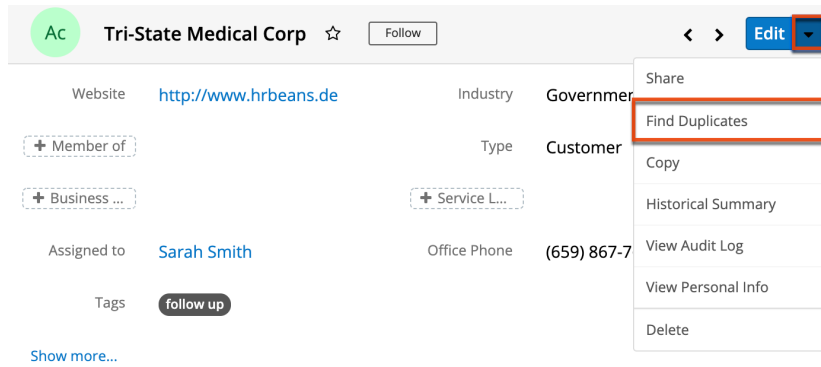 Ac Tri-State Medical Corp Follow Edit
Website http://www.hrbeans.de Industry
Share
Find Duplicates
Member of Type Customer
Copy
Business ... Service L...
Historical Summary
Assigned to Sarah Smith Office Phone (659) 867-7
View Audit Log
View Personal Info
Tags follow up
Delete
Show more...